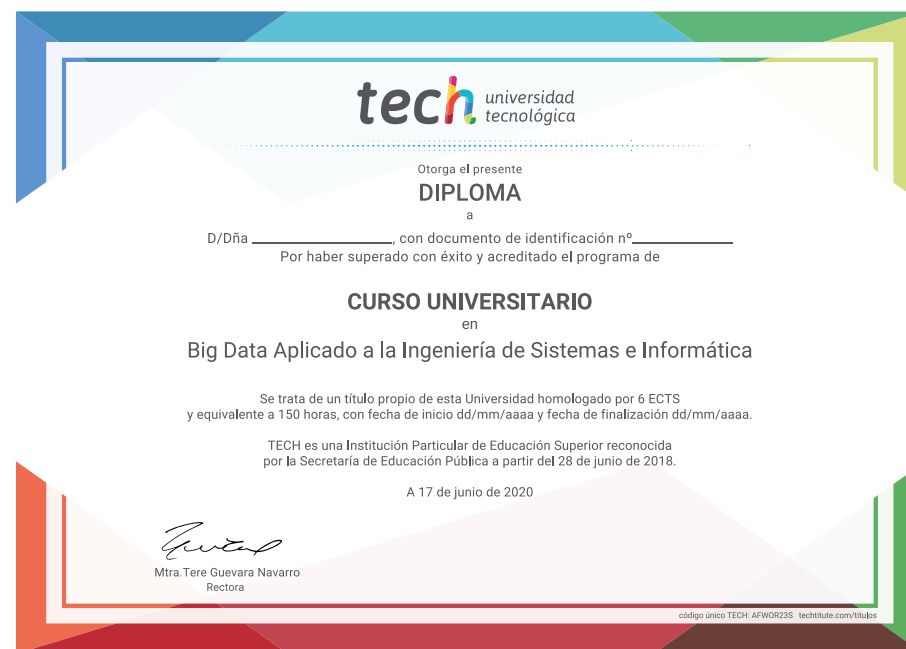 tech universidad
tecnológica
Otorga el presente
DIPLOMA
a
D/Dña ____________________, con documento de identificación nº______________
Por haber superado con éxito y acreditado el programa de
CURSO UNIVERSITARIO
en
Big Data Aplicado a la Ingeniería de Sistemas e Informática
Se trata de un título propio de esta Universidad homologado por 6 ECTS
y equivalente a 150 horas, con fecha de inicio dd/mm/aaaa y fecha de finalización dd/mm/aaaa.
TECH es una Institución Particular de Educación Superior reconocida
por la Secretaría de Educación Pública a partir del 28 de junio de 2018.
A 17 de junio de 2020
Mtra.Tere Guevara Navarro
Rectora
código único TECH: AFWOR23S techtitute.com/titulos